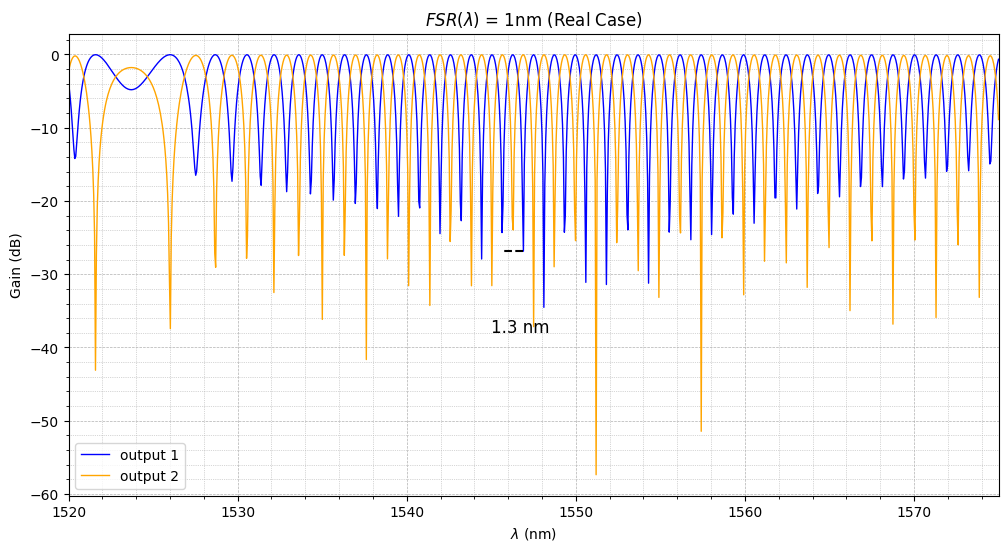 FSR(λ) = 1nm (Real Case)
Gain (dB)
0
−10
−20
−30
−40
−50
−60
1.3 nm
output 1
output 2
1520 1530 1540 1550 1560 1570
λ (nm)